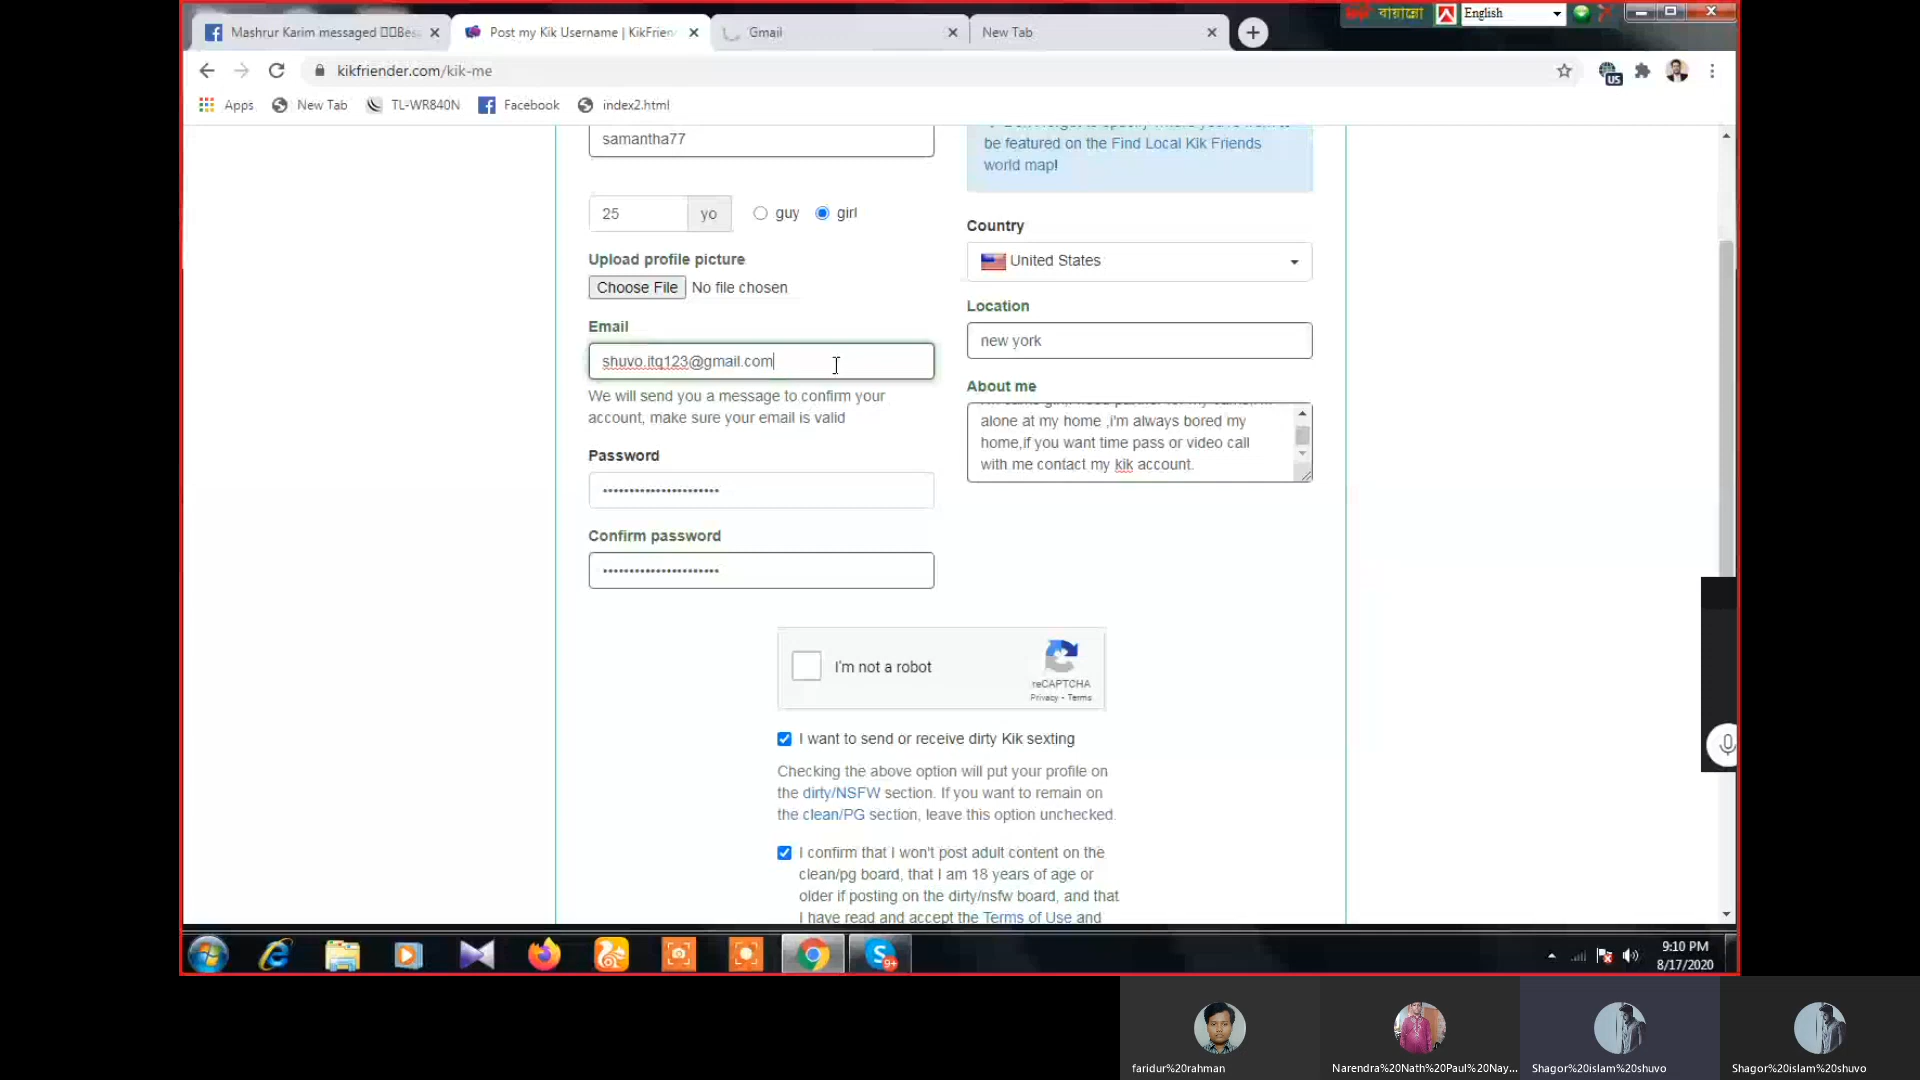 Mashrur Karim messaged
Post my Kik Username | KikFrien
Gmail
New Tab
বায়ান্নো
English
kikfriender.com/kik-me
US
Apps
New Tab
TL-WR840N
Facebook
index2.html
samantha77
be featured on the Find Local Kik Friends
world map!
25
yo
guy
girl
Country
United States
Upload profile picture
Choose File
No file chosen
Location
new york
Email
shuvo.itq123@gmail.com
We will send you a message to confirm your
account, make sure your email is valid
About me
alone at my home ,i'm always bored my
home,if you want time pass or video call
with me contact my kik account.
Password
Confirm password
I'm not a robot
reCAPTCHA
Privacy - Terms
I want to send or receive dirty Kik sexting
Checking the above option will put your profile on
the dirty/NSFW section. If you want to remain on
the clean/PG section, leave this option unchecked.
I confirm that I won't post adult content on the
clean/pg board, that I am 18 years of age or
older if posting on the dirty/nsfw board, and that
I have read and accept the Terms of Use and
9+
9:10 PM
8/17/2020
faridur%20rahman
Narendra%20Nath%20Paul%20Nay...
Shagor%20islam%20shuvo
Shagor%20islam%20shuvo